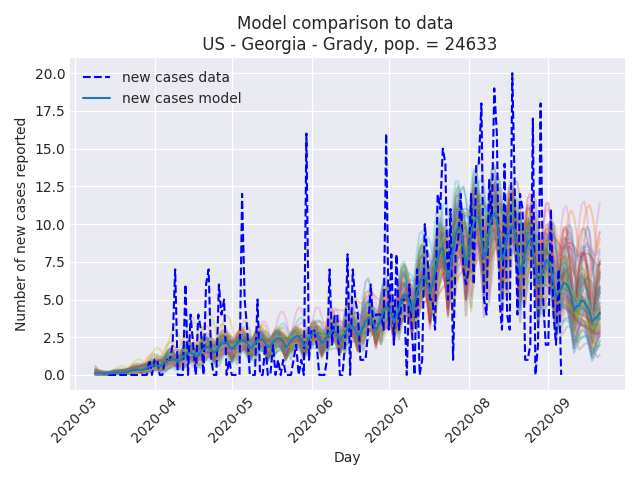 Model comparison to data
US - Georgia - Grady, pop. = 24633
new cases data
new cases model
Number of new cases reported
20.0
17.5
15.0
12.5
10.0
7.5
5.0
2.5
0.0
2020-03
2020-04
2020-05
2020-06
2020-07
2020-08
2020-09
Day